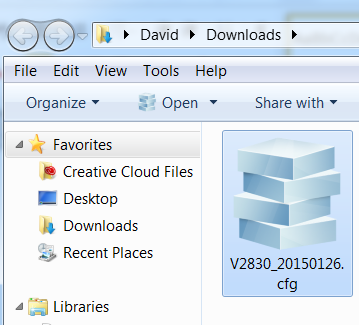 David Downloads
File Edit View Tools Help
Organize Open Share with
Favorites
Creative Cloud Files
Desktop
Downloads
Recent Places
Libraries
V2830_20150126.
cfg